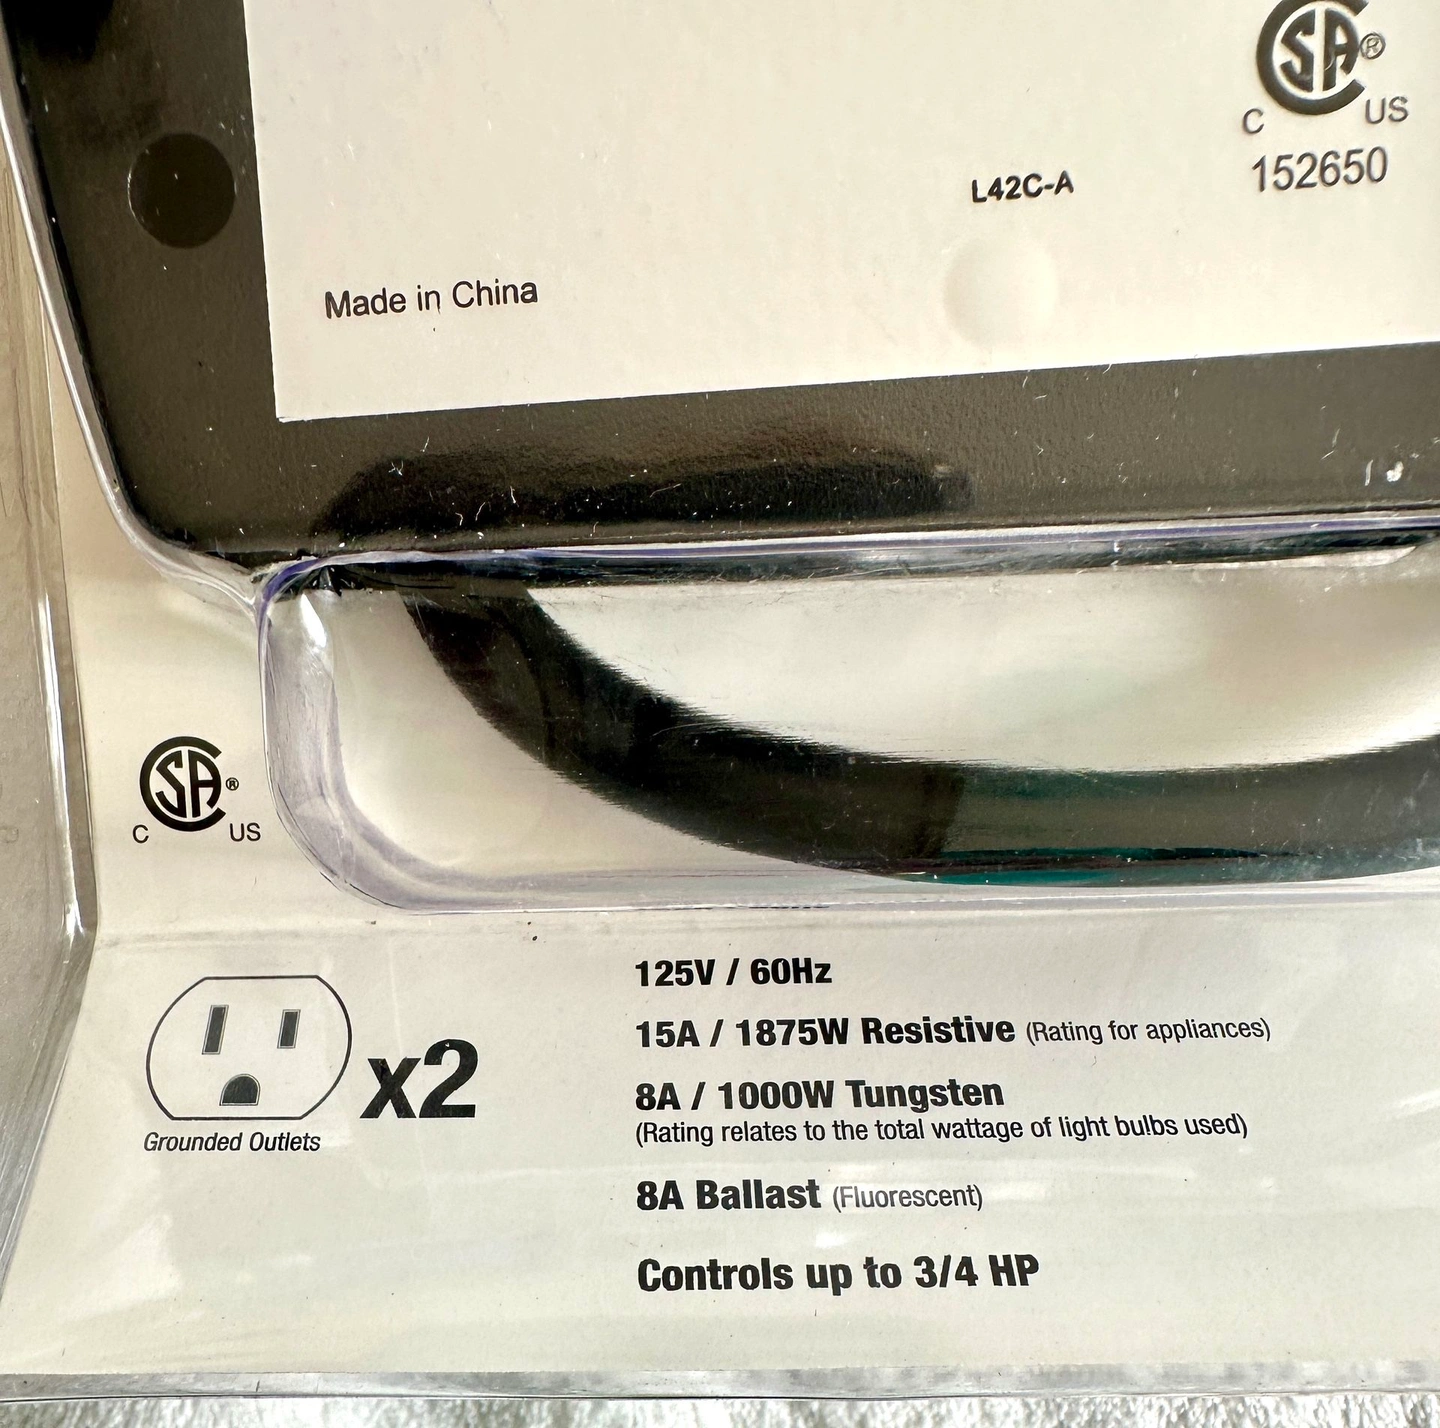 SA®
C US
152650
L42C-A
Made in China
SA®
C US
x2
Grounded Outlets
125V / 60Hz
15A / 1875W Resistive (Rating for appliances)
8A / 1000W Tungsten
(Rating relates to the total wattage of light bulbs used)
8A Ballast (Fluorescent)
Controls up to 3/4 HP